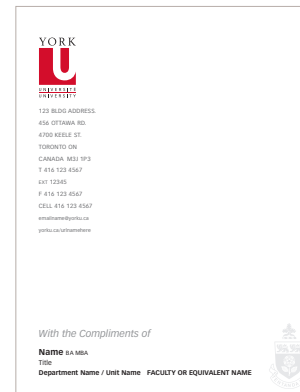 YORK
U
UNIVERSITÉ
UNIVERSITY
123 BLDG ADDRESS.
456 OTTAWA RD.
4700 KEELE ST.
TORONTO ON
CANADA M3J 1P3
T 416 123 4567
EXT 12345
F 416 123 4567
CELL 416 123 4567
emailname@yorku.ca
yorku.ca/urlnamehere
With the Compliments of
Name BA MBA
Title
Department Name / Unit Name FACULTY OR EQUIVALENT NAME